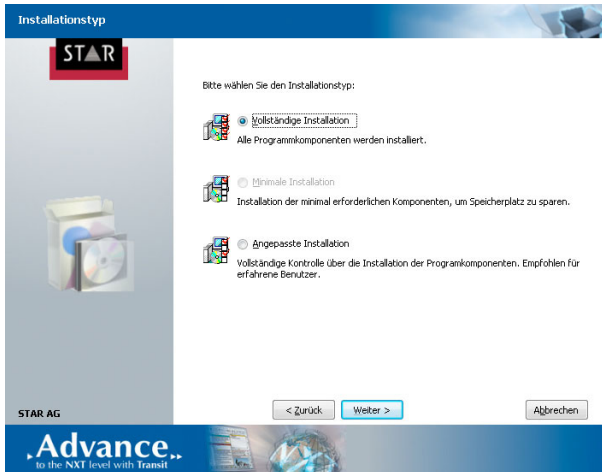 Installationstyp
STAR
Bitte wählen Sie den Installationstyp:
Vollständige Installation
Alle Programmkomponenten werden installiert.
Minimale Installation
Installation der minimal erforderlichen Komponenten, um Speicherplatz zu sparen.
Angepasste Installation
Vollständige Kontrolle über die Installation der Programkomponenten. Empfohlen für
erfahrene Benutzer.
STAR AG
< Zurück
Weiter >
Abbrechen
Advance
to the NXT level with Transit